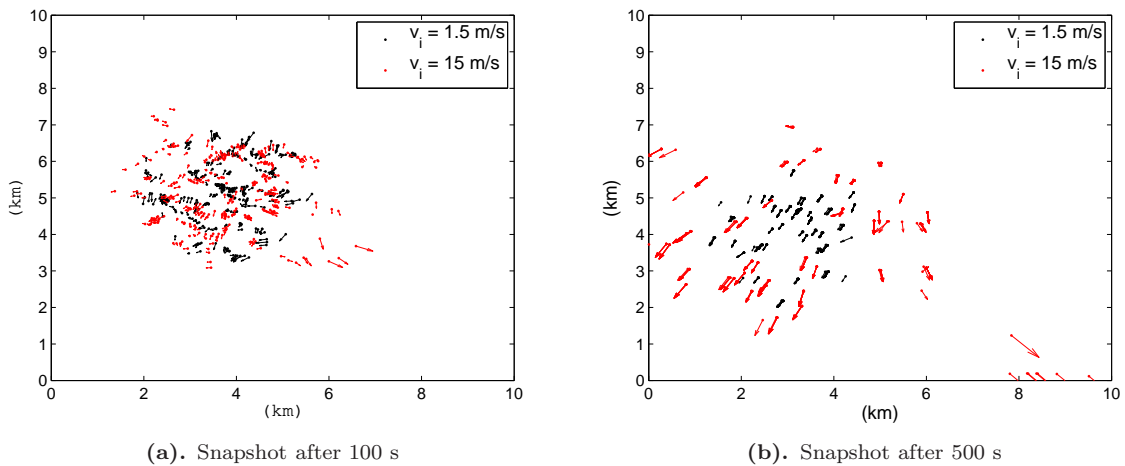 10
9
8
7
6
5
4
3
2
1
0
(km)
0 2 4 6 8 10
(km)
v_i = 1.5 m/s
v_i = 15 m/s
(a). Snapshot after 100 s
10
9
8
7
6
5
4
3
2
1
0
(km)
0 2 4 6 8 10
(km)
v_i = 1.5 m/s
v_i = 15 m/s
(b). Snapshot after 500 s